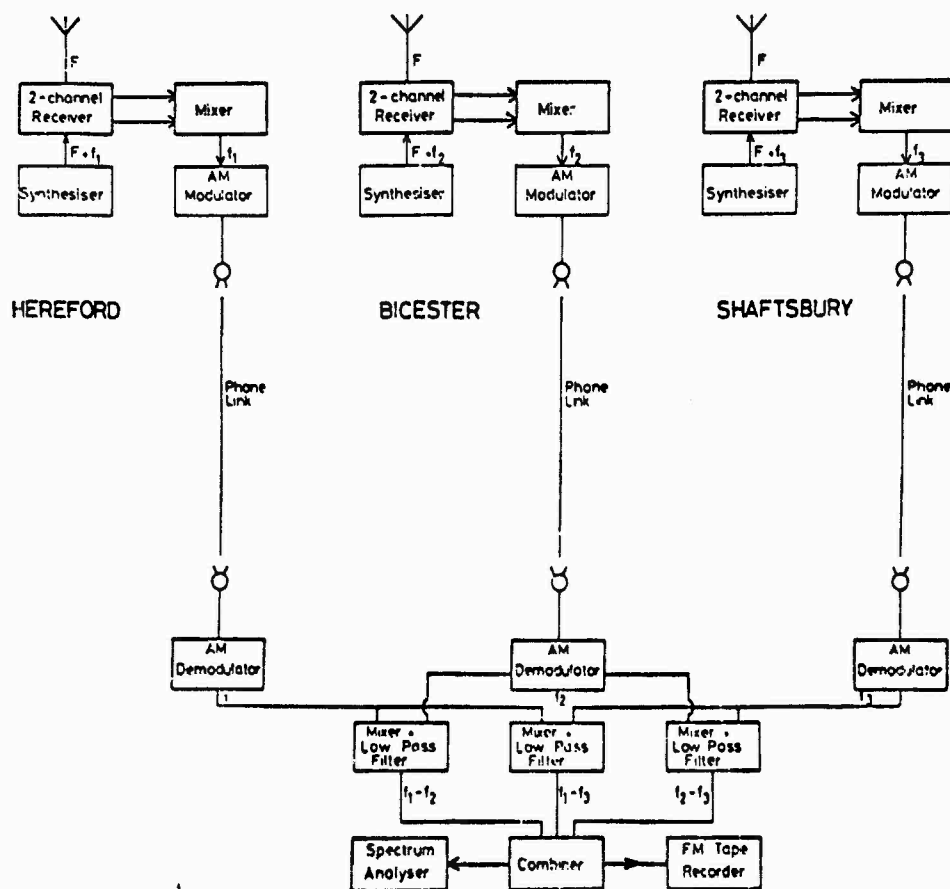 F
F
F
2-channel
Receiver
Mixer
2-channel
Receiver
Mixer
2-channel
Receiver
Mixer
F+f1
f1
F+f2
f2
F+f3
f3
Synthesiser
AM
Modulator
Synthesiser
AM
Modulator
Synthesiser
AM
Modulator
HEREFORD
BICESTER
SHAFTSBURY
Phone
Link
Phone
Link
Phone
Link
AM
Demodulator
AM
Demodulator
AM
Demodulator
f2
Mixer +
Low Pass
Filter
Mixer +
Low Pass
Filter
Mixer +
Low Pass
Filter
f1-f2
f1-f3
f2-f3
Spectrum
Analyser
Combiner
FM Tape
Recorder